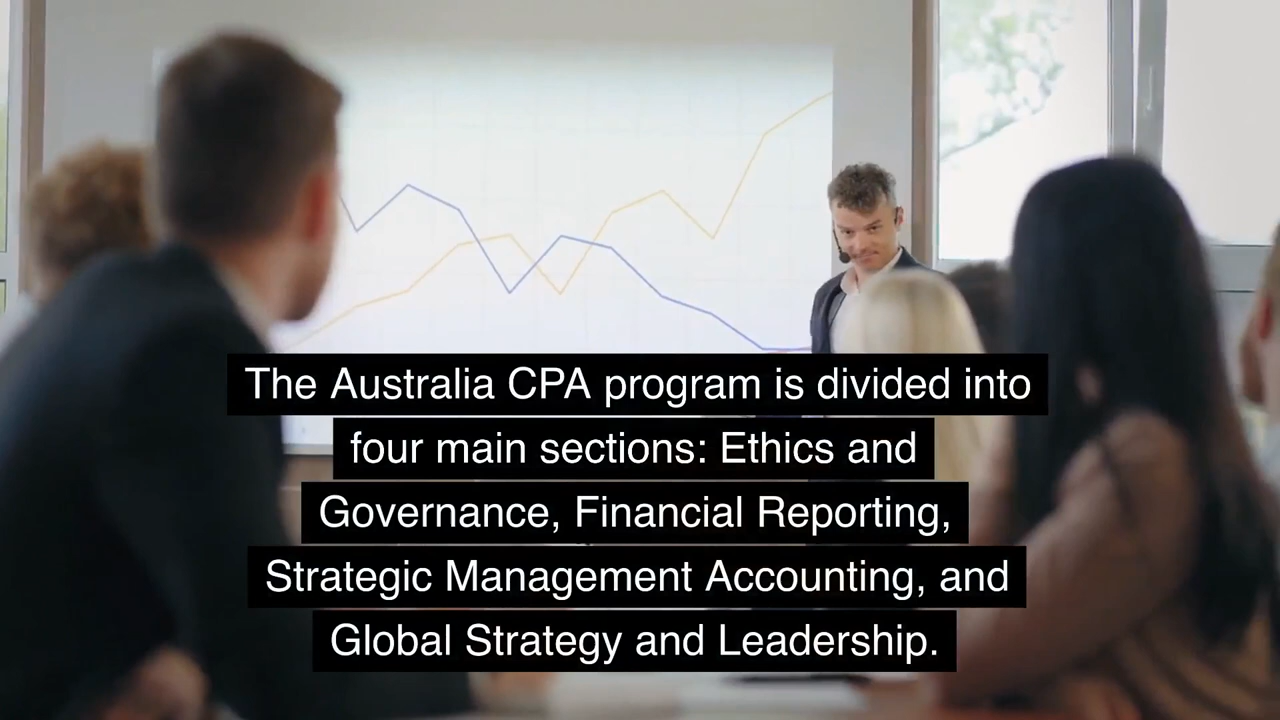 The Australia CPA program is divided into
four main sections: Ethics and
Governance, Financial Reporting,
Strategic Management Accounting, and
Global Strategy and Leadership.